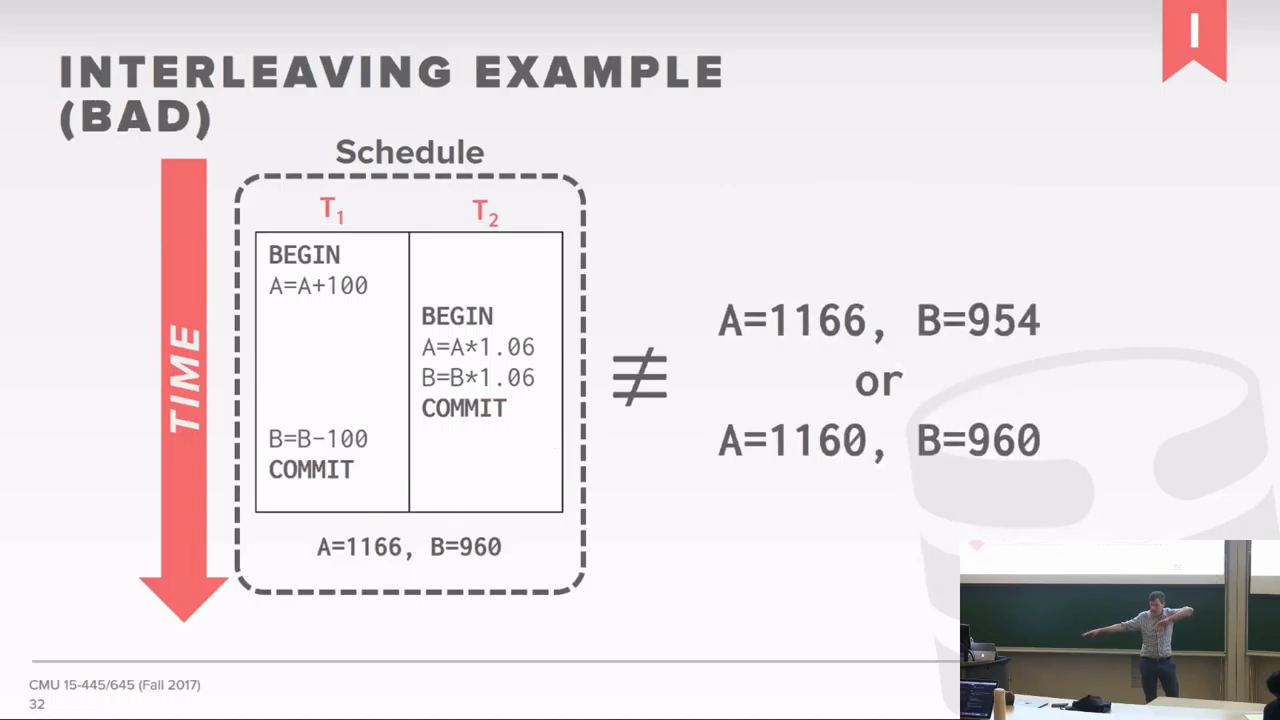 I
INTERLEAVING EXAMPLE
(BAD)
Schedule
TIME
T1 T2
BEGIN
A=A+100
BEGIN
A=A*1.06
B=B*1.06
COMMIT
B=B-100
COMMIT
A=1166, B=960
≢
A=1166, B=954
or
A=1160, B=960
CMU 15-445/645 (Fall 2017)
32